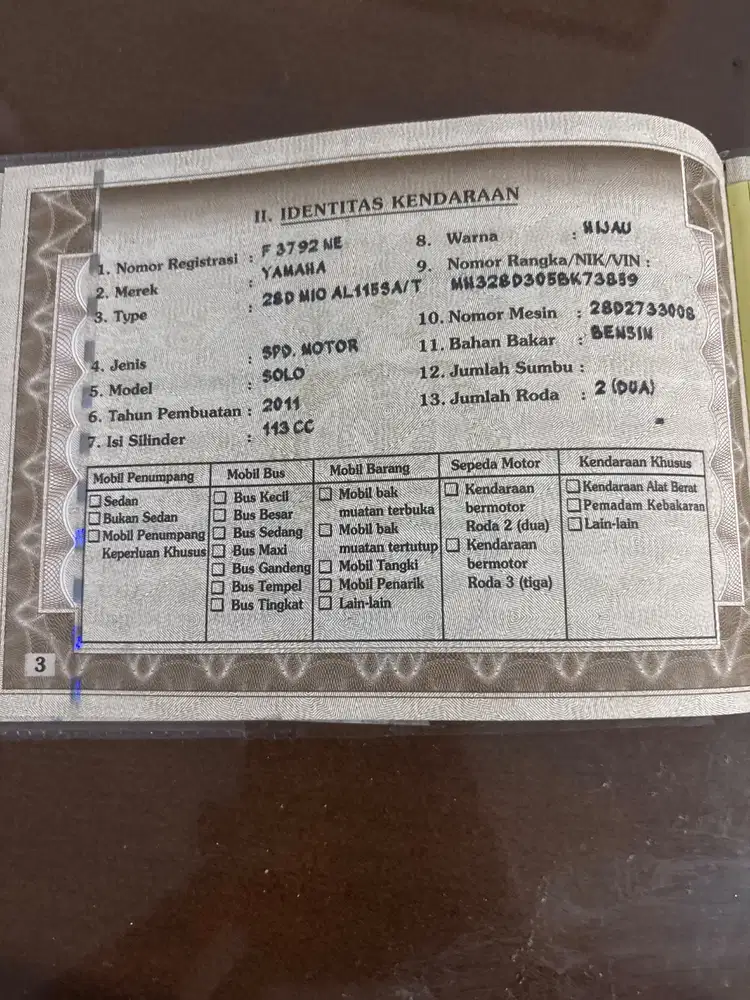 II. IDENTITAS KENDARAAN
1. Nomor Registrasi : F 3792 NE
2. Merek : YAMAHA
3. Type : 28D MIO AL115SA/T
4. Jenis : SPD. MOTOR
5. Model : SOLO
6. Tahun Pembuatan : 2011
7. Isi Silinder : 113 CC
8. Warna : HIJAU
9. Nomor Rangka/NIK/VIN :
MH328D305BK73859
10. Nomor Mesin : 28D2733008
11. Bahan Bakar : BENSIN
12. Jumlah Sumbu :
13. Jumlah Roda : 2 (DUA)
Mobil Penumpang
Sedan
Bukan Sedan
Mobil Penumpang
Keperluan Khusus
Mobil Bus
Bus Kecil
Bus Besar
Bus Sedang
Bus Maxi
Bus Gandeng
Bus Tempel
Bus Tingkat
Mobil Barang
Mobil bak
muatan terbuka
Mobil bak
muatan tertutup
Mobil Tangki
Mobil Penarik
Lain-lain
Sepeda Motor
Kendaraan
bermotor
Roda 2 (dua)
Kendaraan
bermotor
Roda 3 (tiga)
Kendaraan Khusus
Kendaraan Alat Berat
Pemadam Kebakaran
Lain-lain
3